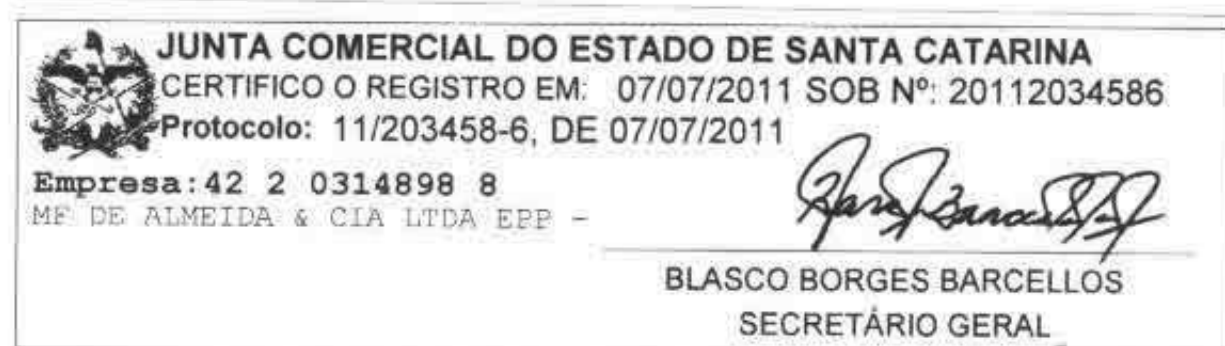 JUNTA COMERCIAL DO ESTADO DE SANTA CATARINA
CERTIFICO O REGISTRO EM: 07/07/2011 SOB Nº: 20112034586
Protocolo: 11/203458-6, DE 07/07/2011
Empresa:42 2 0314898 8
MF DE ALMEIDA & CIA LTDA EPP -
BLASCO BORGES BARCELLOS
SECRETÁRIO GERAL